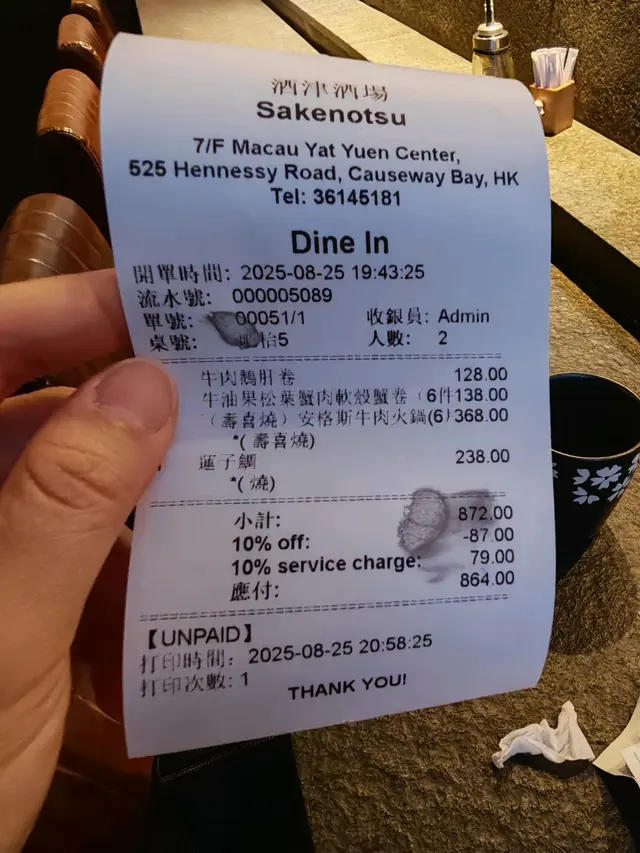 酒津酒場
Sakenotsu
7/F Macau Yat Yuen Center,
525 Hennessy Road, Causeway Bay, HK
Tel: 36145181
Dine In
開單時間: 2025-08-25 19:43:25
流水號: 000005089
單號: 00051/1 收銀員: Admin
桌號: 枱5 人數: 2
牛肉鵝肝卷 128.00
牛油果松葉蟹肉軟殼蟹卷（6件 138.00
（壽喜燒）安格斯牛肉火鍋(6 368.00
*( 壽喜燒)
蓮子鯛 238.00
*( 燒)
小計: 872.00
10% off: -87.00
10% service charge: 79.00
應付: 864.00
【UNPAID】
打印時間: 2025-08-25 20:58:25
打印次數: 1
THANK YOU!